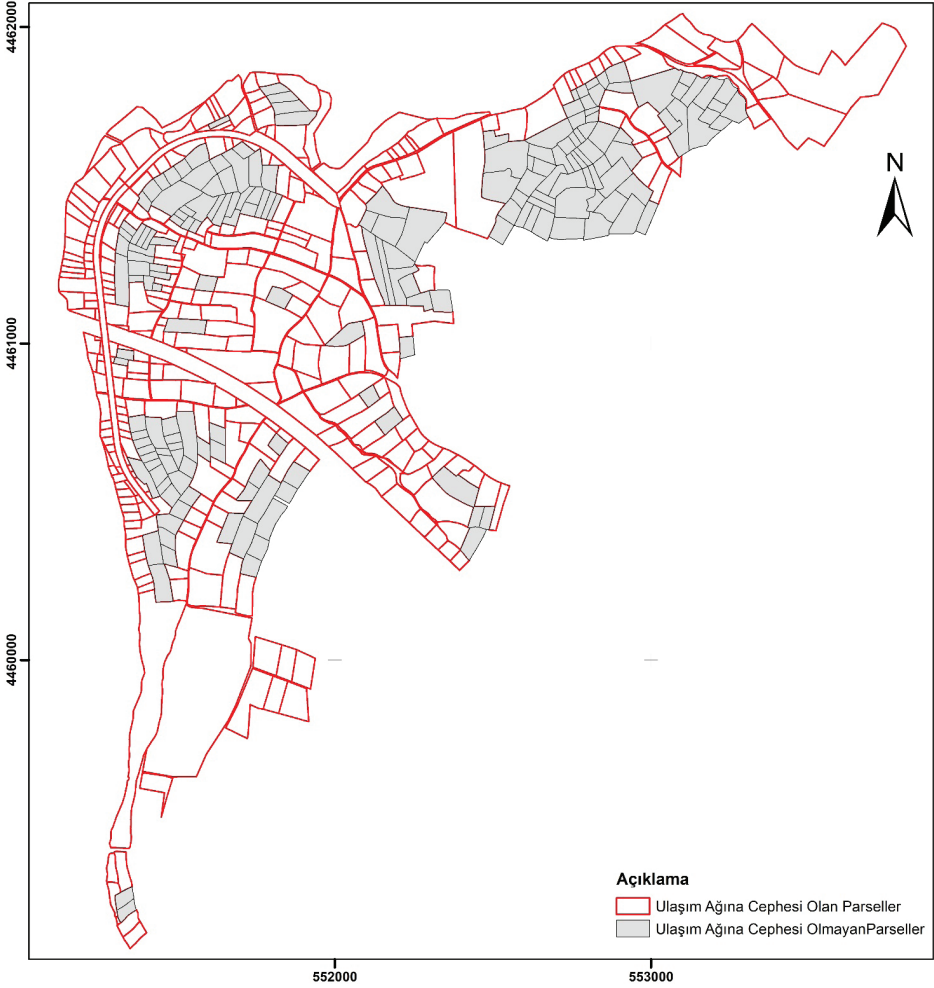 4462000
4461000
4460000
N
Açıklama
Ulaşım Ağına Cephesi Olan Parseller
Ulaşım Ağına Cephesi OlmayanParseller
552000
553000